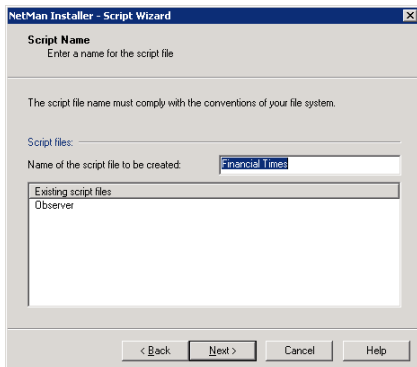 NetMan Installer - Script Wizard
Script Name
Enter a name for the script file
The script file name must comply with the conventions of your file system.
Script files:
Name of the script file to be created: Financial Times
Existing script files
Observer
< Back Next > Cancel Help